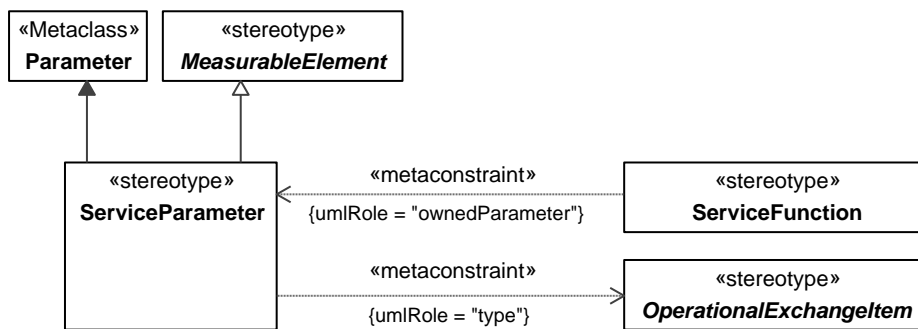 «Metaclass»
Parameter
«stereotype»
MeasurableElement
«stereotype»
ServiceParameter
«metaconstraint»
{umlRole = "ownedParameter"}
«stereotype»
ServiceFunction
«metaconstraint»
{umlRole = "type"}
«stereotype»
OperationalExchangeItem